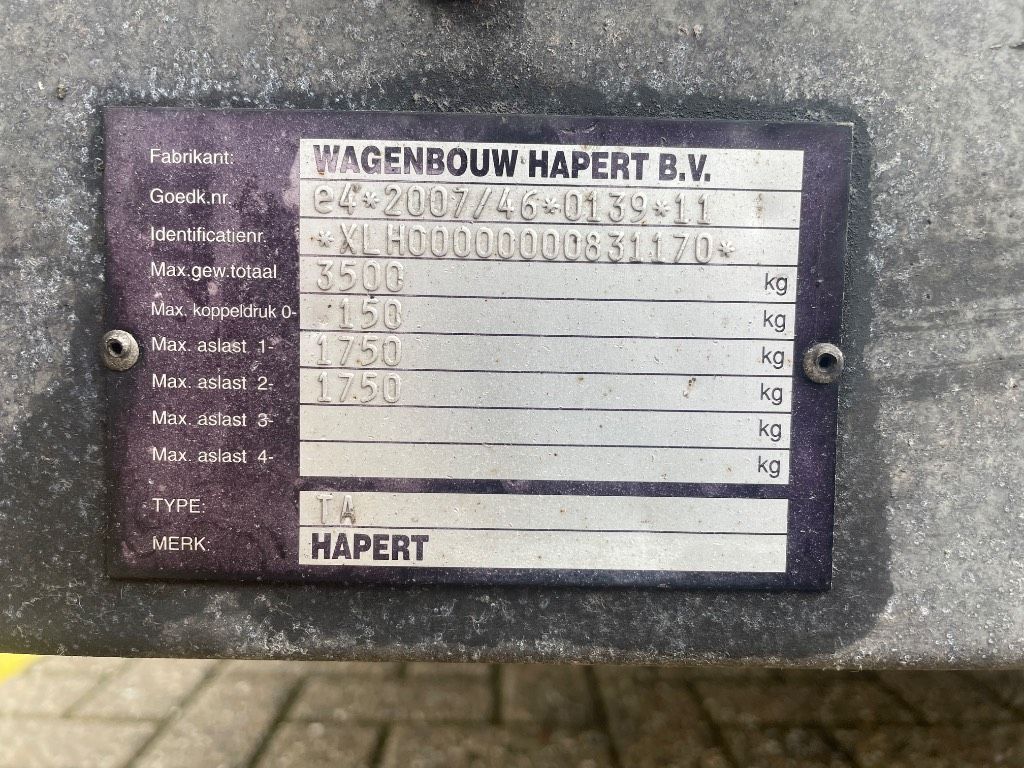 Fabrikant: WAGENBOUW HAPERT B.V.
Goedk.nr. e4*2007/46*0139*11
Identificatienr. *XLH00000000831170*
Max.gew.totaal 3500 kg
Max. koppeldruk 0- 150 kg
Max. aslast 1- 1750 kg
Max. aslast 2- 1750 kg
Max. aslast 3- kg
Max. aslast 4- kg
TYPE: TA
MERK: HAPERT